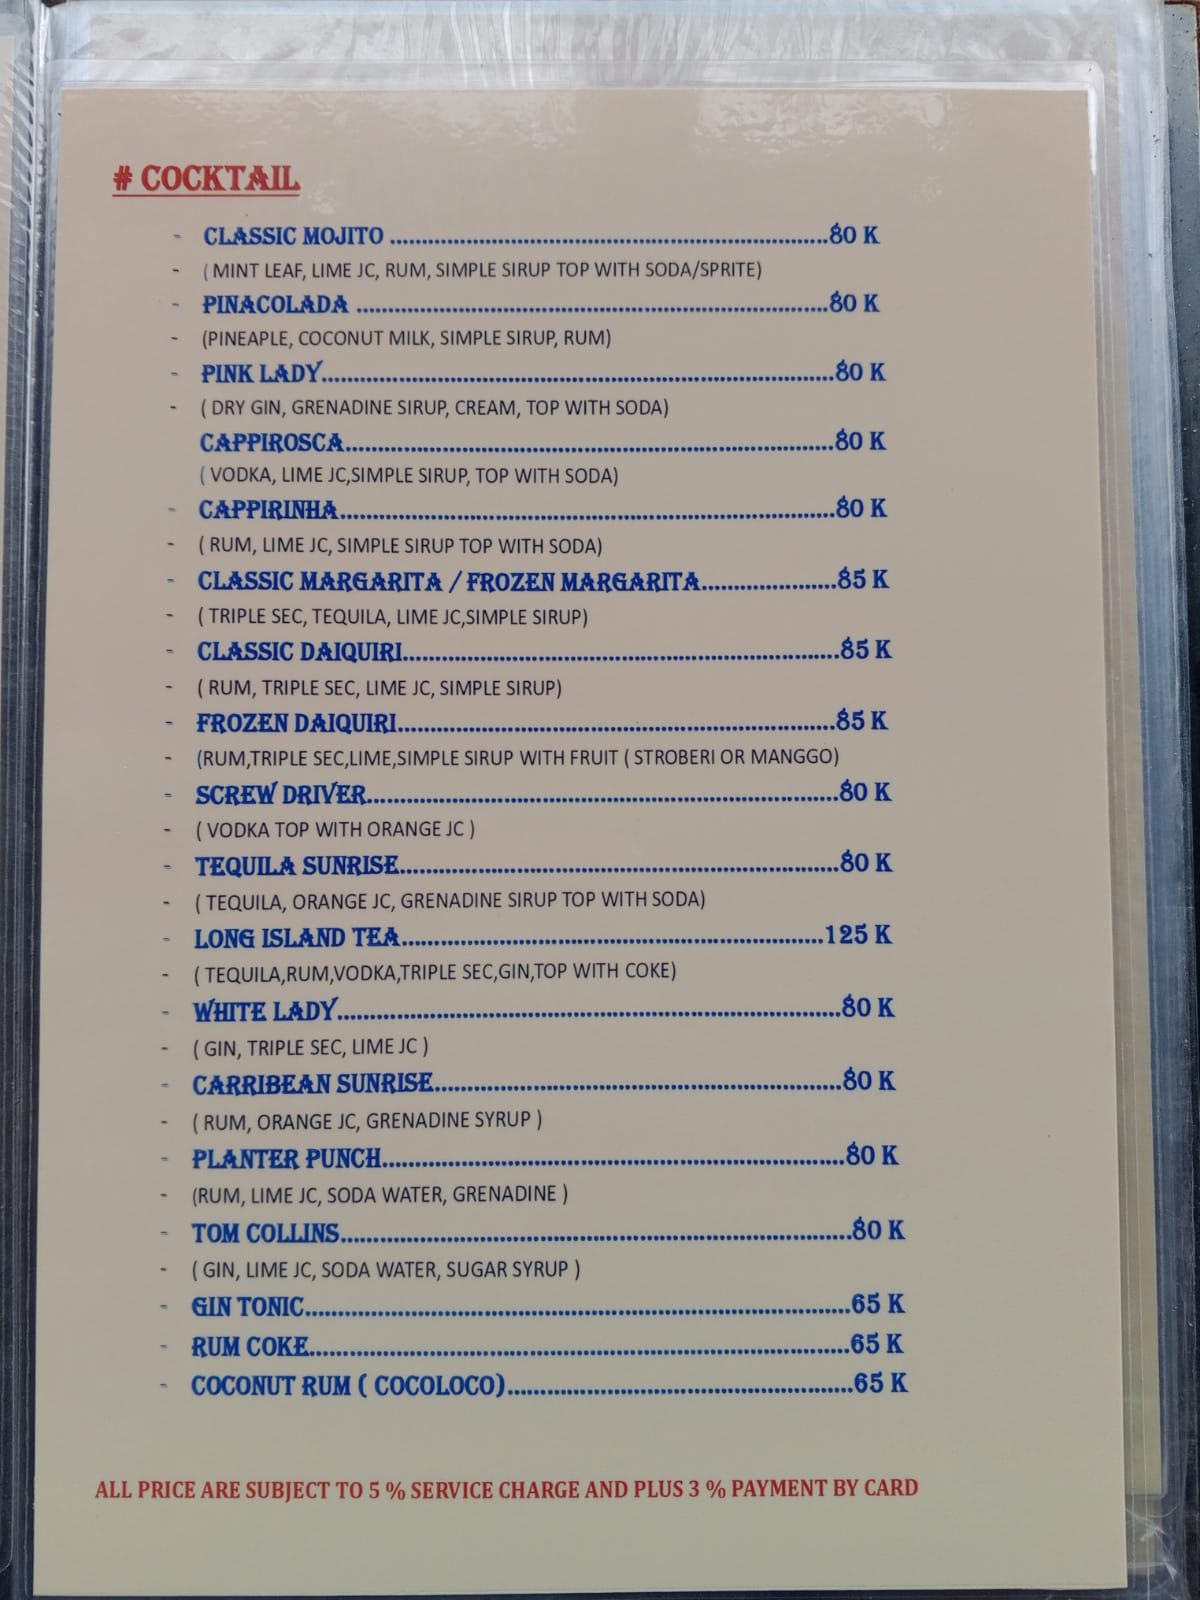 # COCKTAIL
- CLASSIC MOJITO ......................................................................80 K
- ( MINT LEAF, LIME JC, RUM, SIMPLE SIRUP TOP WITH SODA/SPRITE)
- PINACOLADA ...........................................................................80 K
- (PINEAPLE, COCONUT MILK, SIMPLE SIRUP, RUM)
- PINK LADY.................................................................................80 K
- ( DRY GIN, GRENADINE SIRUP, CREAM, TOP WITH SODA)
CAPPIROSCA..............................................................................80 K
( VODKA, LIME JC,SIMPLE SIRUP, TOP WITH SODA)
- CAPPIRINHA..............................................................................80 K
- ( RUM, LIME JC, SIMPLE SIRUP TOP WITH SODA)
- CLASSIC MARGARITA / FROZEN MARGARITA.....................85 K
- ( TRIPLE SEC, TEQUILA, LIME JC,SIMPLE SIRUP)
- CLASSIC DAIQUIRI.....................................................................85 K
- ( RUM, TRIPLE SEC, LIME JC, SIMPLE SIRUP)
- FROZEN DAIQUIRI.....................................................................85 K
- (RUM,TRIPLE SEC,LIME,SIMPLE SIRUP WITH FRUIT ( STROBERI OR MANGGO)
- SCREW DRIVER..........................................................................80 K
- ( VODKA TOP WITH ORANGE JC )
- TEQUILA SUNRISE.....................................................................80 K
- ( TEQUILA, ORANGE JC, GRENADINE SIRUP TOP WITH SODA)
- LONG ISLAND TEA...................................................................125 K
- ( TEQUILA,RUM,VODKA,TRIPLE SEC,GIN,TOP WITH COKE)
- WHITE LADY...............................................................................80 K
- ( GIN, TRIPLE SEC, LIME JC )
- CARRIBEAN SUNRISE................................................................80 K
- ( RUM, ORANGE JC, GRENADINE SYRUP )
- PLANTER PUNCH.......................................................................80 K
- (RUM, LIME JC, SODA WATER, GRENADINE )
- TOM COLLINS..............................................................................80 K
- ( GIN, LIME JC, SODA WATER, SUGAR SYRUP )
- GIN TONIC....................................................................................65 K
- RUM COKE...................................................................................65 K
- COCONUT RUM ( COCOLOCO).....................................................65 K
ALL PRICE ARE SUBJECT TO 5 % SERVICE CHARGE AND PLUS 3 % PAYMENT BY CARD